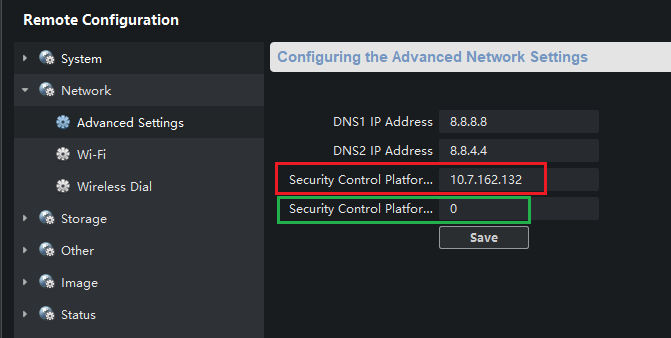 Remote Configuration
System
Network
Advanced Settings
Wi-Fi
Wireless Dial
Storage
Other
Image
Status
Configuring the Advanced Network Settings
DNS1 IP Address 8.8.8.8
DNS2 IP Address 8.8.4.4
Security Control Platfor... 10.7.162.132
Security Control Platfor... 0
Save